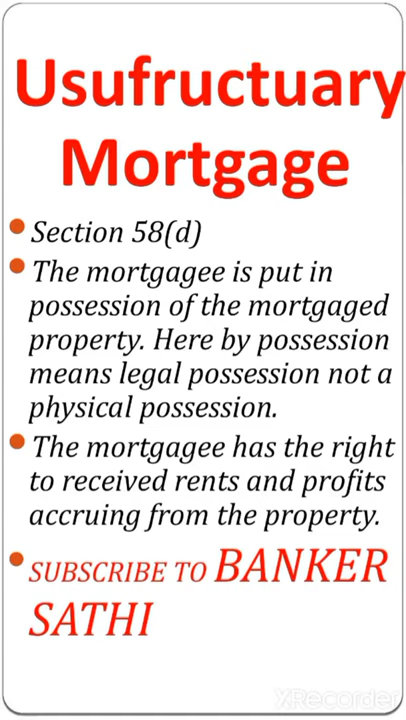 Usufructuary
Mortgage
Section 58(d)
The mortgagee is put in
possession of the mortgaged
property. Here by possession
means legal possession not a
physical possession.
The mortgagee has the right
to received rents and profits
accruing from the property.
SUBSCRIBE TO BANKER
SATHI
XRecorder